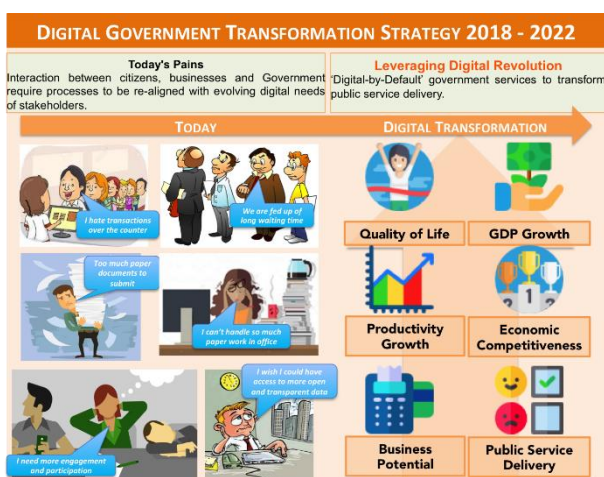 DIGITAL GOVERNMENT TRANSFORMATION STRATEGY 2018 - 2022
Today's Pains
Interaction between citizens, businesses and Government
require processes to be re-aligned with evolving digital needs
of stakeholders.
Leveraging Digital Revolution
'Digital-by-Default' government services to transform
public service delivery.
TODAY
DIGITAL TRANSFORMATION
I hate transactions
over the counter
We are fed up of
long waiting time
Too much paper
documents to
submit
I can't handle so much
paper work in office
I need more engagement
and participation
I wish I could have
access to more open
and transparent data
Quality of Life
GDP Growth
2 1 2
Productivity
Growth
Economic
Competitiveness
Business
Potential
Public Service
Delivery